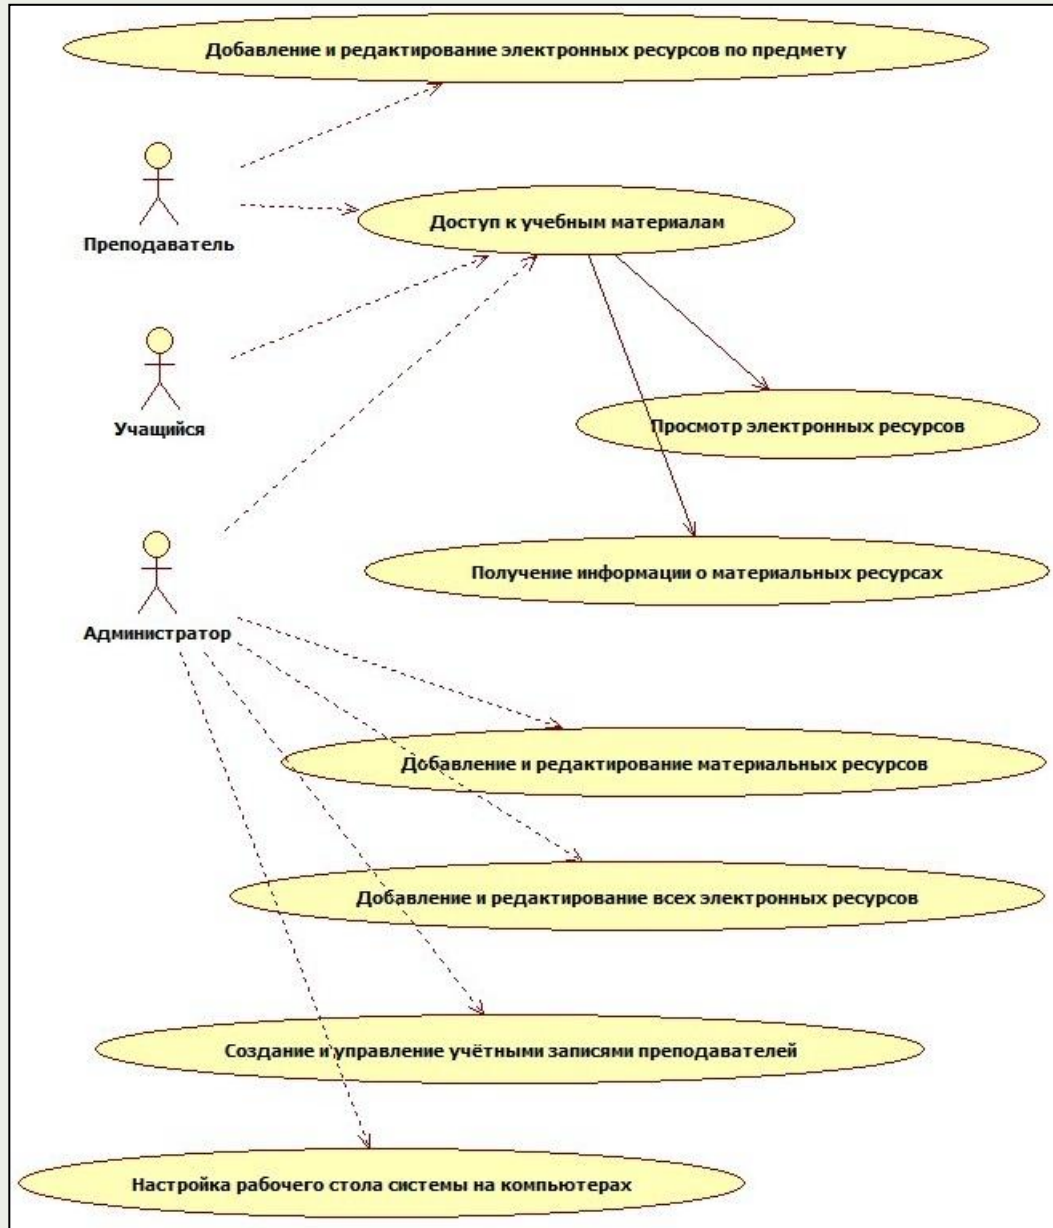 Добавление и редактирование электронных ресурсов по предмету
Преподаватель
Доступ к учебным материалам
Учащийся
Просмотр электронных ресурсов
Получение информации о материальных ресурсах
Администратор
Добавление и редактирование материальных ресурсов
Добавление и редактирование всех электронных ресурсов
Создание и управление учётными записями преподавателей
Настройка рабочего стола системы на компьютерах